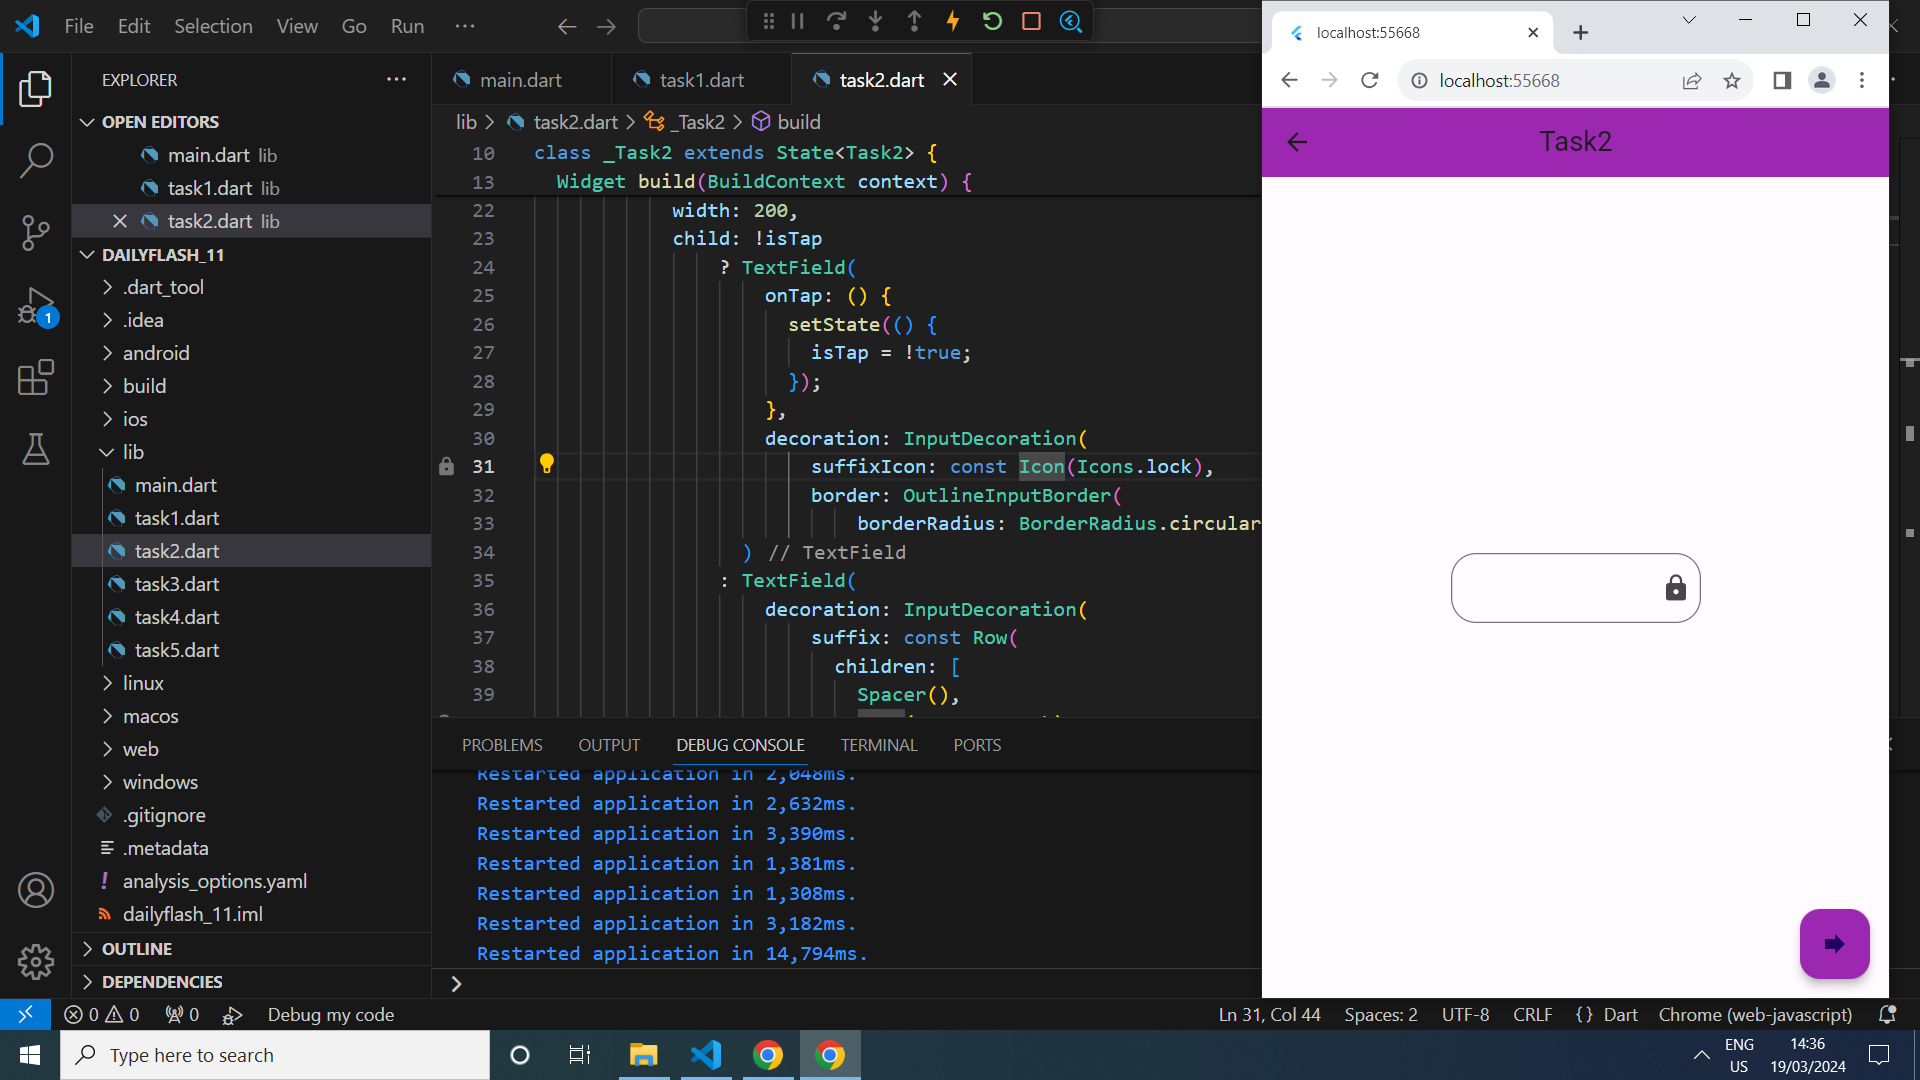 File Edit Selection View Go Run
EXPLORER
OPEN EDITORS
main.dart lib
task1.dart lib
task2.dart lib
DAILYFLASH_11
.dart_tool
.idea
android
build
ios
lib
main.dart
task1.dart
task2.dart
task3.dart
task4.dart
task5.dart
linux
macos
web
windows
.gitignore
.metadata
analysis_options.yaml
dailyflash_11.iml
OUTLINE
DEPENDENCIES
1
main.dart task1.dart task2.dart
lib > task2.dart > _Task2 > build
10 class _Task2 extends State<Task2> {
13 Widget build(BuildContext context) {
22 width: 200,
23 child: !isTap
24 ? TextField(
25 onTap: () {
26 setState(() {
27 isTap = !true;
28 });
29 },
30 decoration: InputDecoration(
31 suffixIcon: const Icon(Icons.lock),
32 border: OutlineInputBorder(
33 borderRadius: BorderRadius.circular
34 ) // TextField
35 : TextField(
36 decoration: InputDecoration(
37 suffix: const Row(
38 children: [
39 Spacer(),
PROBLEMS OUTPUT DEBUG CONSOLE TERMINAL PORTS
Restarted application in 2,048ms.
Restarted application in 2,632ms.
Restarted application in 3,390ms.
Restarted application in 1,381ms.
Restarted application in 1,308ms.
Restarted application in 3,182ms.
Restarted application in 14,794ms.
localhost:55668
localhost:55668
Task2
0 0 0 Debug my code Ln 31, Col 44 Spaces: 2 UTF-8 CRLF {} Dart Chrome (web-javascript)
Type here to search
ENG
US
14:36
19/03/2024